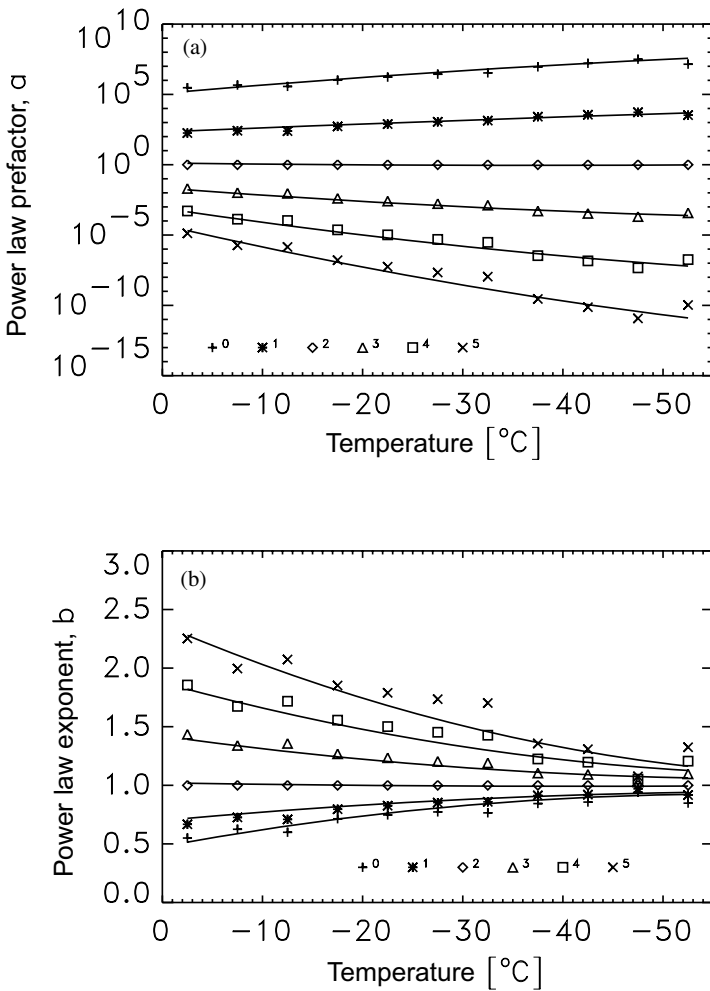 (a)
Power law prefactor, a
10^10
10^5
10^0
10^-5
10^-10
10^-15
0 1 2 3 4 5
0 −10 −20 −30 −40 −50
Temperature [°C]
(b)
Power law exponent, b
3.0
2.5
2.0
1.5
1.0
0.5
0.0
0 1 2 3 4 5
0 −10 −20 −30 −40 −50
Temperature [°C]